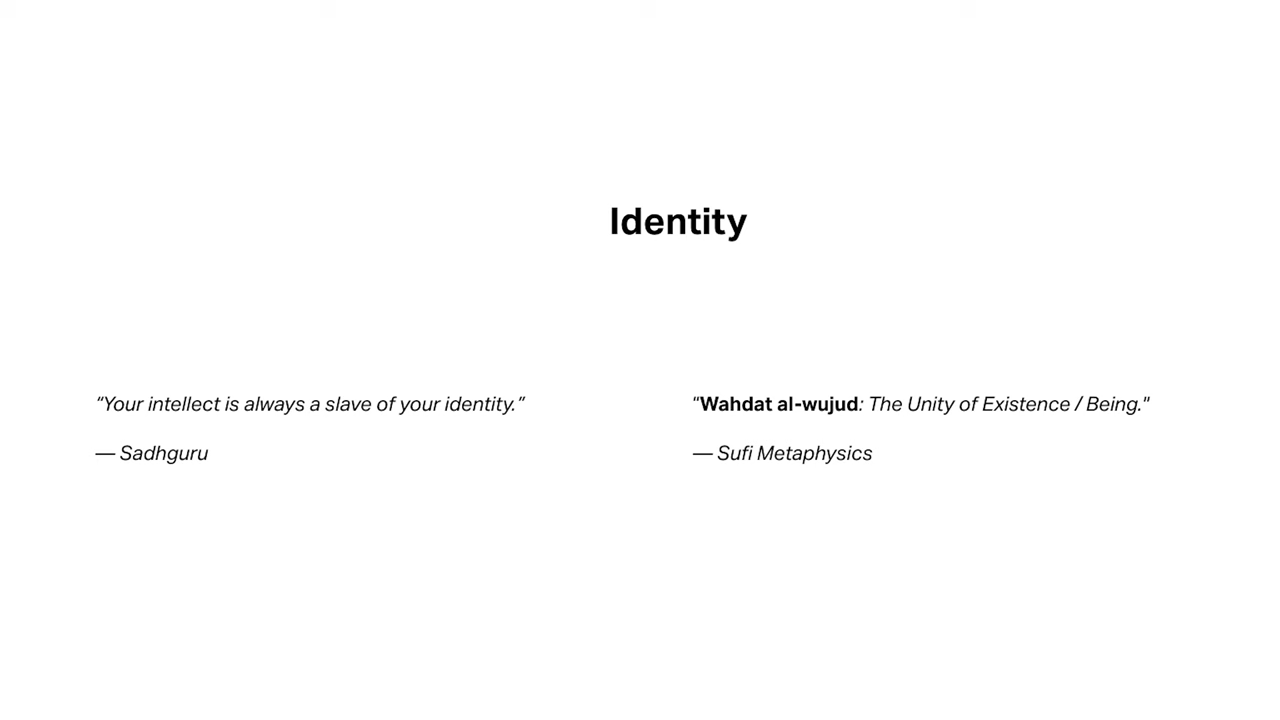 Identity
“Your intellect is always a slave of your identity.”
— Sadhguru
"Wahdat al-wujud: The Unity of Existence / Being."
— Sufi Metaphysics